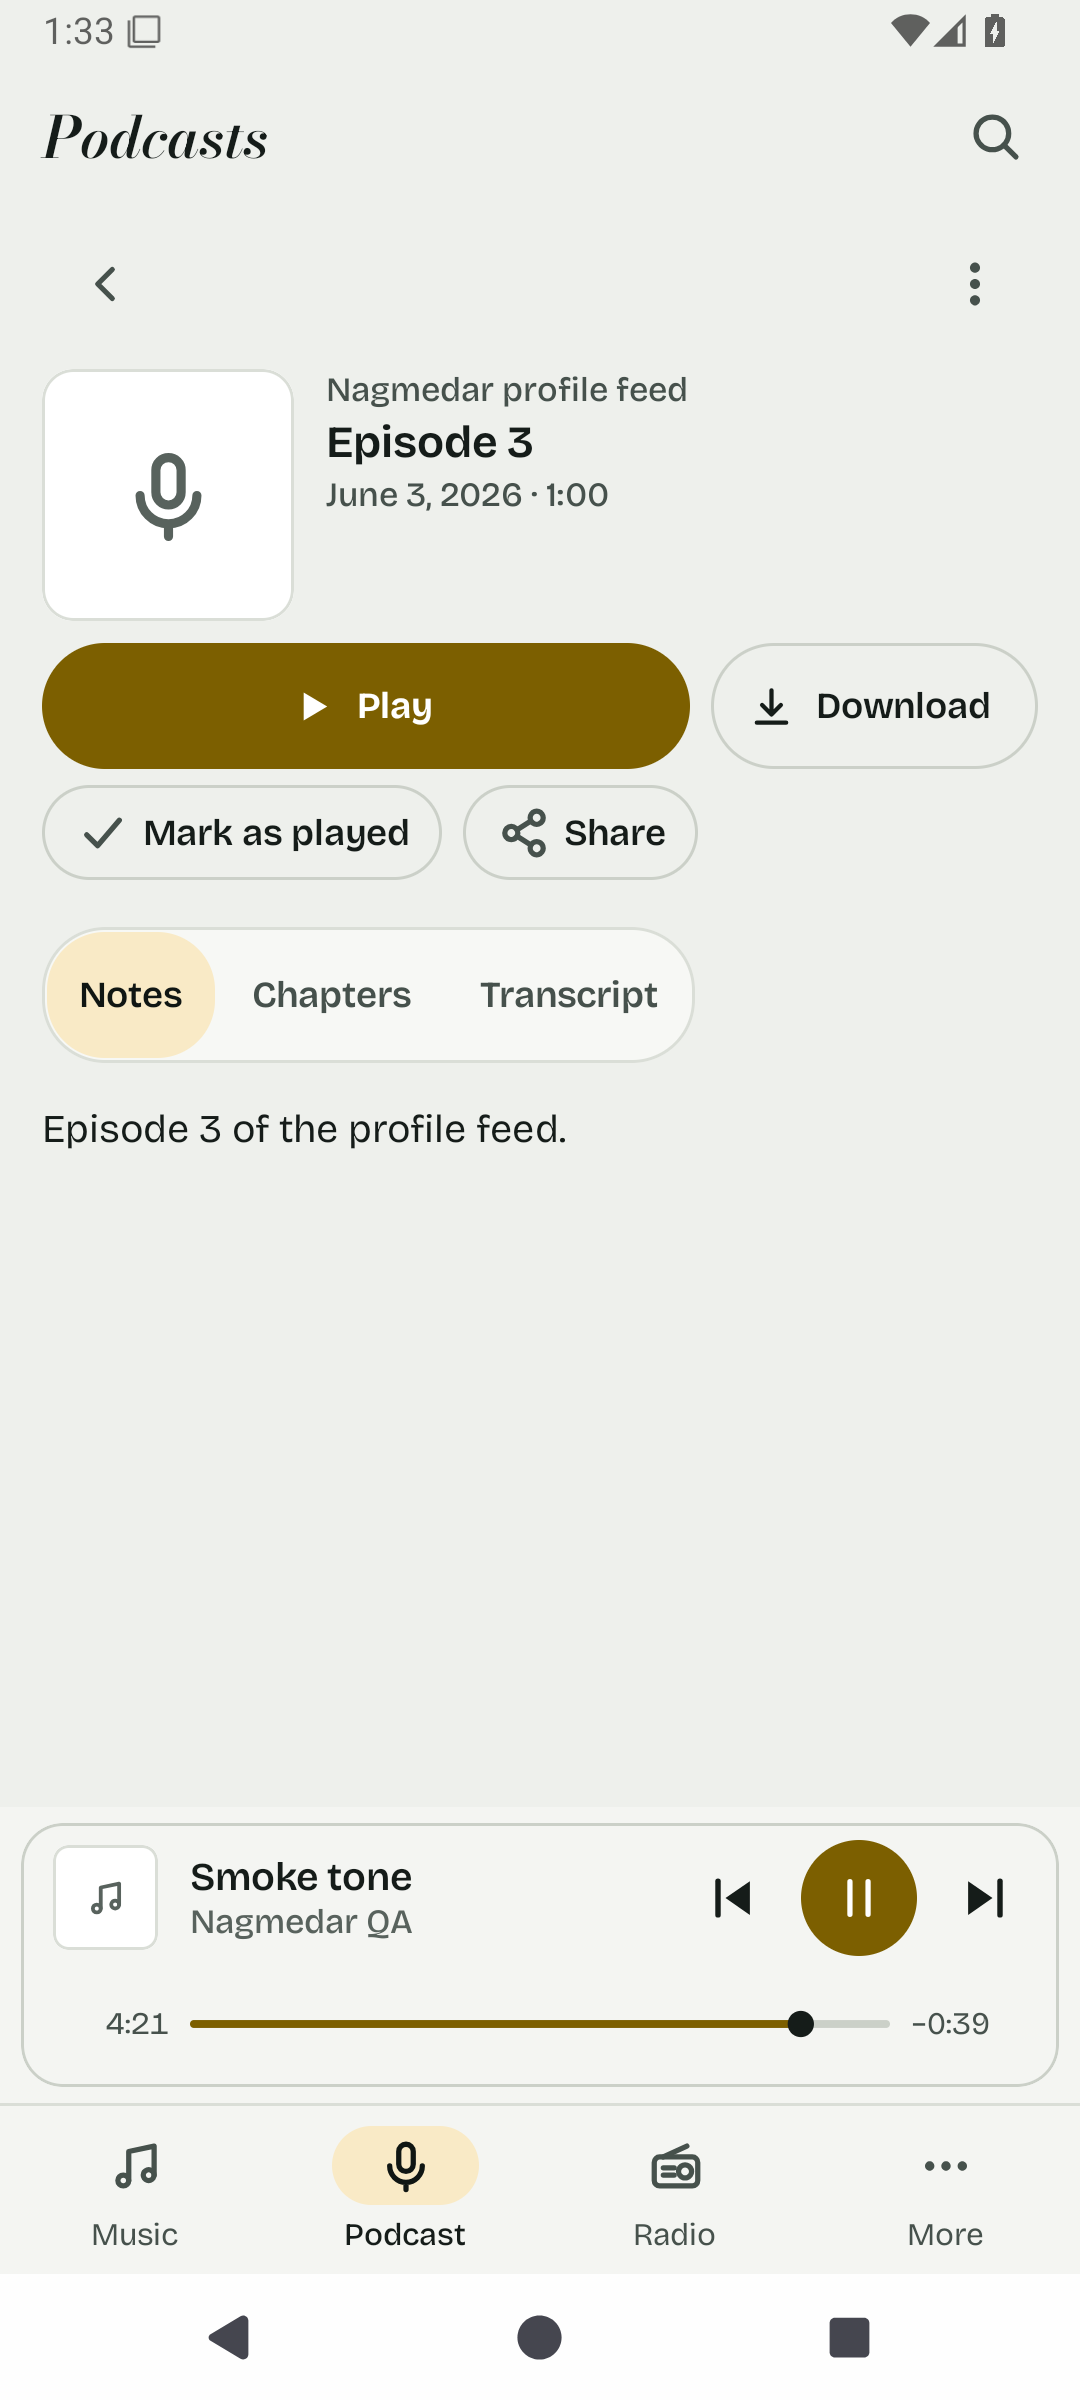 1:33
Podcasts
Nagmedar profile feed
Episode 3
June 3, 2026 · 1:00
Play
Download
Mark as played
Share
Notes
Chapters
Transcript
Episode 3 of the profile feed.
Smoke tone
Nagmedar QA
4:21
−0:39
Music
Podcast
Radio
More